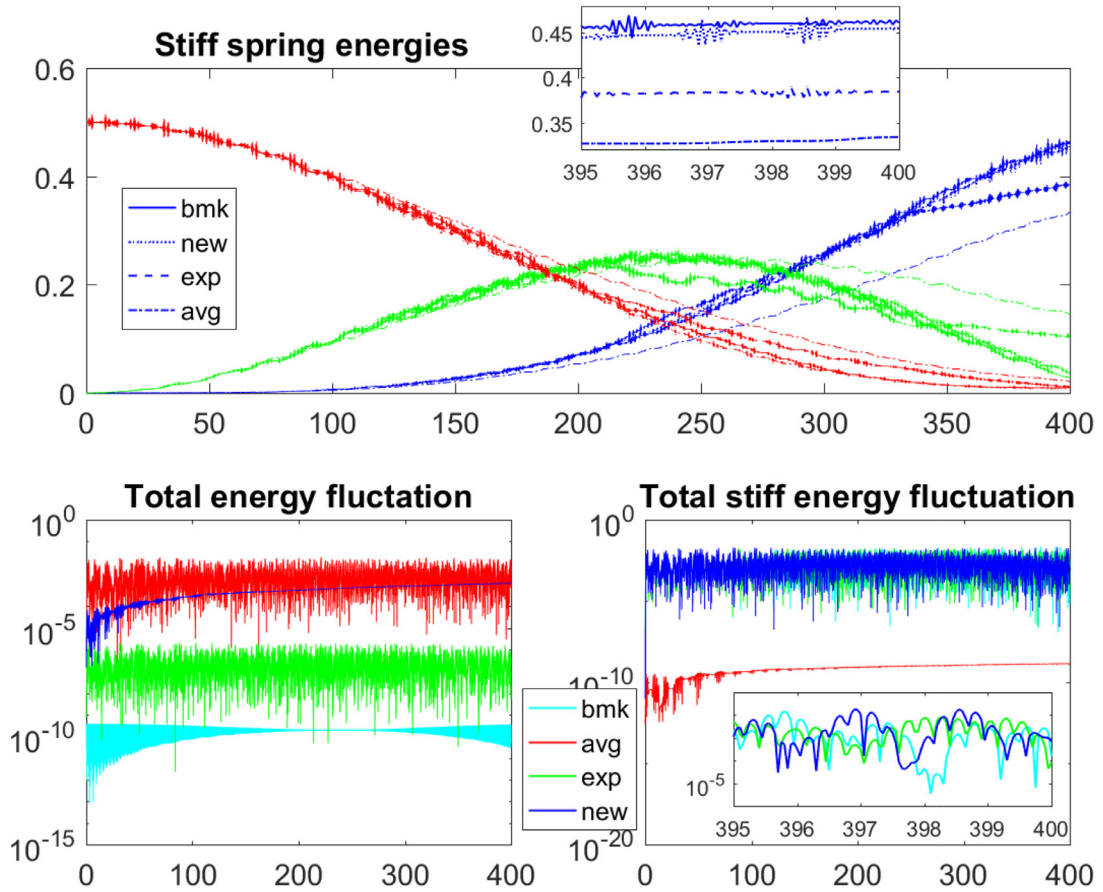 Stiff spring energies
0.45
0.4
0.35
395 396 397 398 399 400
0.6
0.4
0.2
0
bmk
new
exp
avg
0 50 100 150 200 250 300 350 400
Total energy fluctation
10^0
10^-5
10^-10
10^-15
0 100 200 300 400
Total stiff energy fluctuation
10^0
10^-10
10^-20
bmk
avg
exp
new
10^-5
395 396 397 398 399 400
0 100 200 300 400